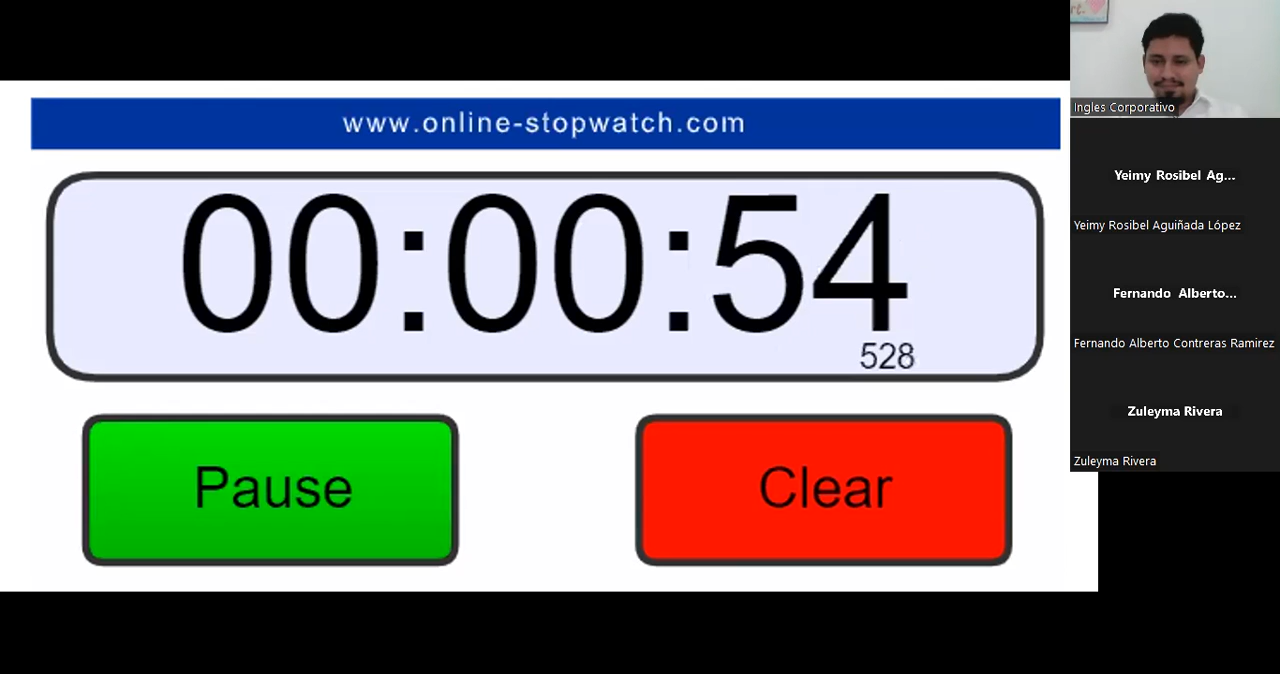 www.online-stopwatch.com
00:00:54
528
Pause
Clear
Ingles Corporativo
Yeimy Rosibel Ag...
Yeimy Rosibel Aguiñada López
Fernando Alberto...
Fernando Alberto Contreras Ramirez
Zuleyma Rivera
Zuleyma Rivera